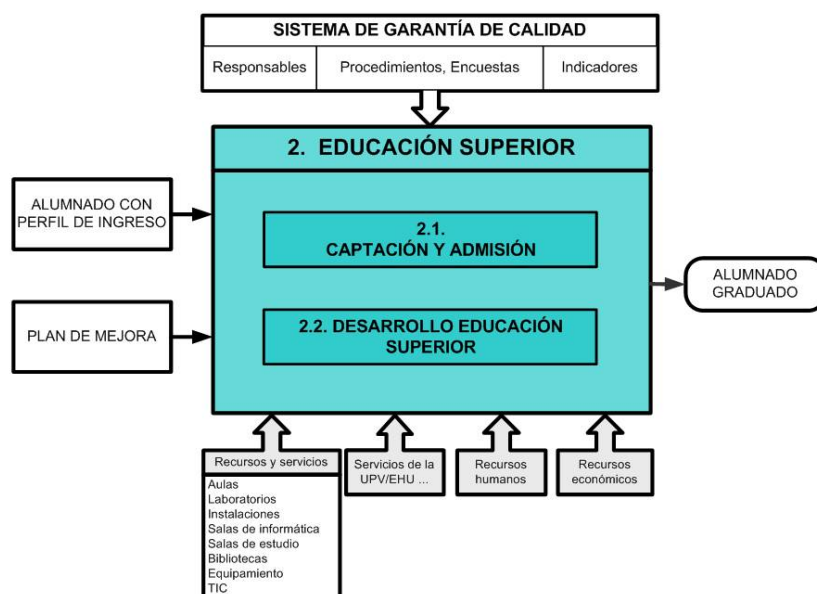 SISTEMA DE GARANTÍA DE CALIDAD
Responsables
Procedimientos, Encuestas
Indicadores
2. EDUCACIÓN SUPERIOR
ALUMNADO CON
PERFIL DE INGRESO
2.1.
CAPTACIÓN Y ADMISIÓN
ALUMNADO
GRADUADO
PLAN DE MEJORA
2.2. DESARROLLO EDUCACIÓN
SUPERIOR
Recursos y servicios
Aulas
Laboratorios
Instalaciones
Salas de informática
Salas de estudio
Bibliotecas
Equipamiento
TIC
Servicios de la
UPV/EHU ...
Recursos
humanos
Recursos
económicos